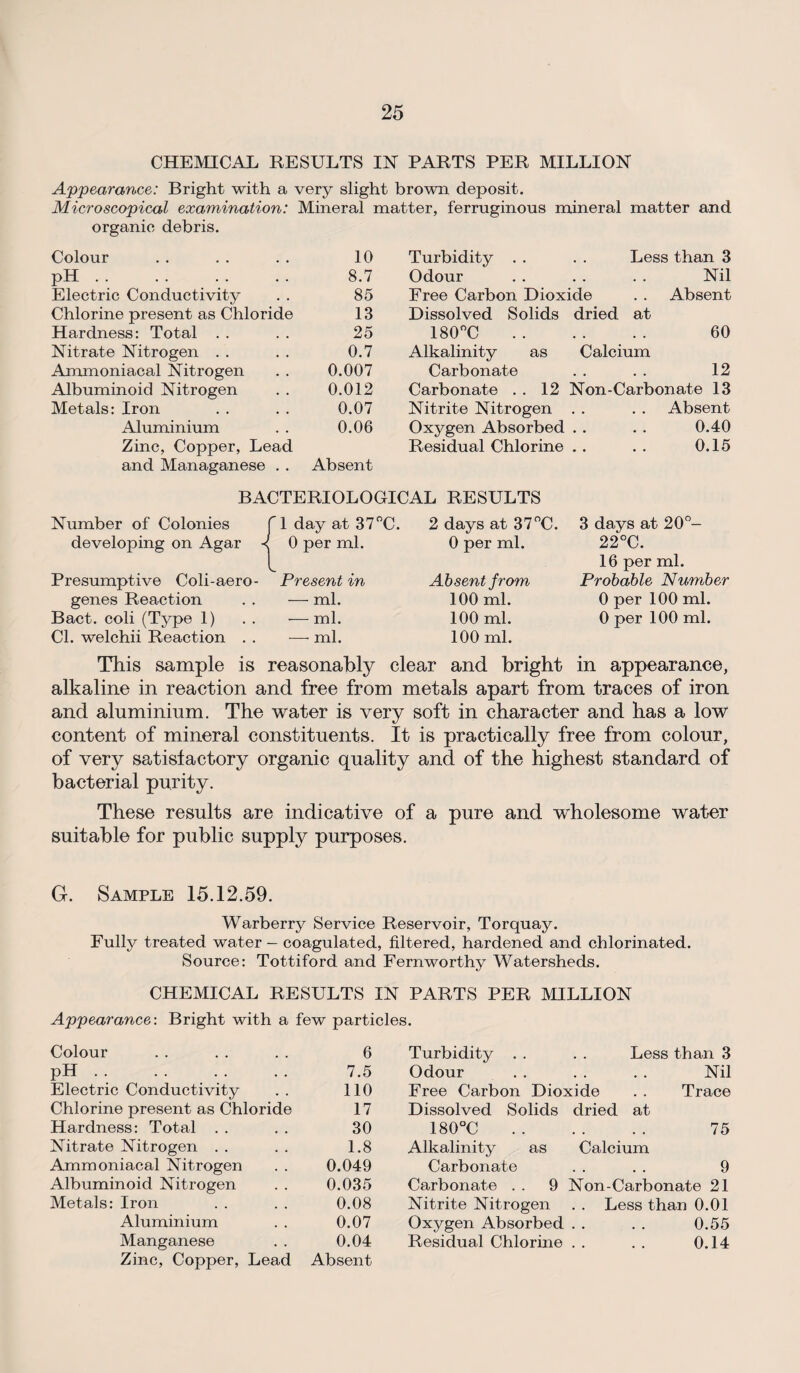 25
CHEMICAL RESULTS IN PARTS PER MILLION
Appearance: Bright with a very slight brown deposit.
Microscopical examination: Mineral matter, ferruginous mineral matter and
organic debris.
Colour . . . . . . 10 Turbidity . . . . Less than 3
pH . . . . . . . . 8.7 Odour . . . . . . Nil
Electric Conductivity . . 85 Free Carbon Dioxide . . Absent
Chlorine present as Chloride 13 Dissolved Solids dried at
Hardness: Total . . . . 25 180°C . . . . . . 60
Nitrate Nitrogen . . . . 0.7 Alkalinity as Calcium
Ammoniacal Nitrogen . . 0.007 Carbonate . . . . 12
Albuminoid Nitrogen . . 0.012 Carbonate . . 12 Non-Carbonate 13
Metals: Iron . . . . 0.07 Nitrite Nitrogen . . . . Absent
Aluminium . . 0.06 Oxygen Absorbed . . . . 0.40
Zinc, Copper, Lead Residual Chlorine . . . . 0.15
and Managanese . . Absent
BACTERIOLOGICAL RESULTS
Number of Colonies { 1 day at 37°C. 2 days at 37°C. 3 days at 20°–
developing on Agar 0 per ml. 0 per ml. 22°C.
16 per ml.
Presumptive Coli-aero- Present in Absent from Probable Number
genes Reaction . . — ml. 100 ml. 0 per 100 ml.
Bact. coli (Type 1) . . — ml. 100 ml. 0 per 100 ml.
Cl. welchii Reaction . . — ml. 100 ml.
This sample is reasonably clear and bright in appearance,
alkaline in reaction and free from metals apart from traces of iron
and aluminium. The water is very soft in character and has a low
content of mineral constituents. It is practically free from colour,
of very satisfactory organic quality and of the highest standard of
bacterial purity.
These results are indicative of a pure and wholesome water
suitable for public supply purposes.
G. Sample 15.12.59.
Warberry Service Reservoir, Torquay.
Fully treated water – coagulated, filtered, hardened and chlorinated.
Source: Tottiford and Fernworthy Watersheds.
CHEMICAL RESULTS IN PARTS PER MILLION
Appearance: Bright with a few particles.
Colour . . . . . . 6 Turbidity . . . . Less than 3
pH . . . . . . . . 7.5 Odour . . . . . . Nil
Electric Conductivity . . 110 Free Carbon Dioxide . . Trace
Chlorine present as Chloride 17 Dissolved Solids dried at
Hardness: Total . . . . 30 180°C . . . . . . 75
Nitrate Nitrogen . . . . 1.8 Alkalinity as Calcium
Ammoniacal Nitrogen . . 0.049 Carbonate . . . . 9
Albuminoid Nitrogen . . 0.035 Carbonate . . 9 Non-Carbonate 21
Metals: Iron . . . . 0.08 Nitrite Nitrogen . . Less than 0.01
Aluminium . . 0.07 Oxygen Absorbed . . . . 0.55
Manganese . . 0.04 Residual Chlorine . . . . 0.14
Zinc, Copper, Lead Absent